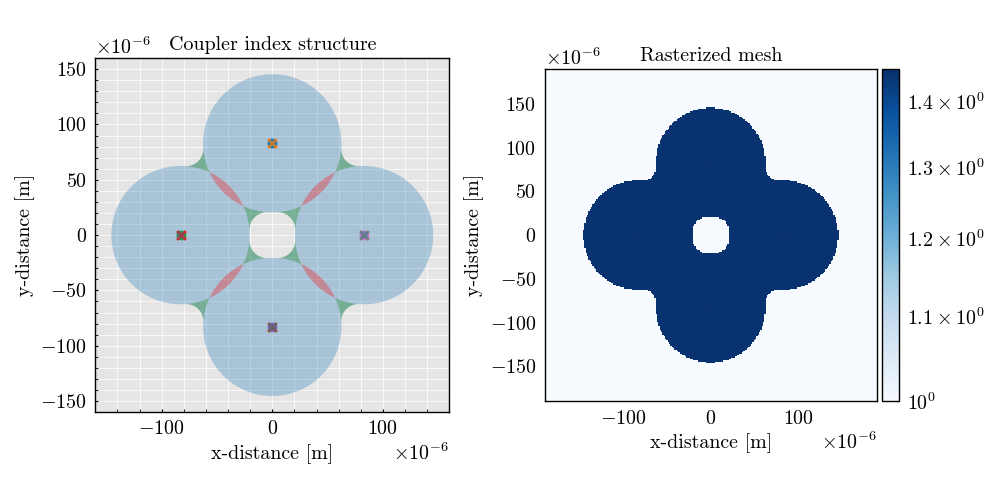 ×10⁻⁶ Coupler index structure
150
100
50
0
−50
−100
−150
y-distance [m]
−100 0 100
x-distance [m] ×10⁻⁶
×10⁻⁶ Rasterized mesh
150
100
50
0
−50
−100
−150
y-distance [m]
−100 0 100
x-distance [m] ×10⁻⁶
1.4 × 10⁰
1.3 × 10⁰
1.2 × 10⁰
1.1 × 10⁰
10⁰